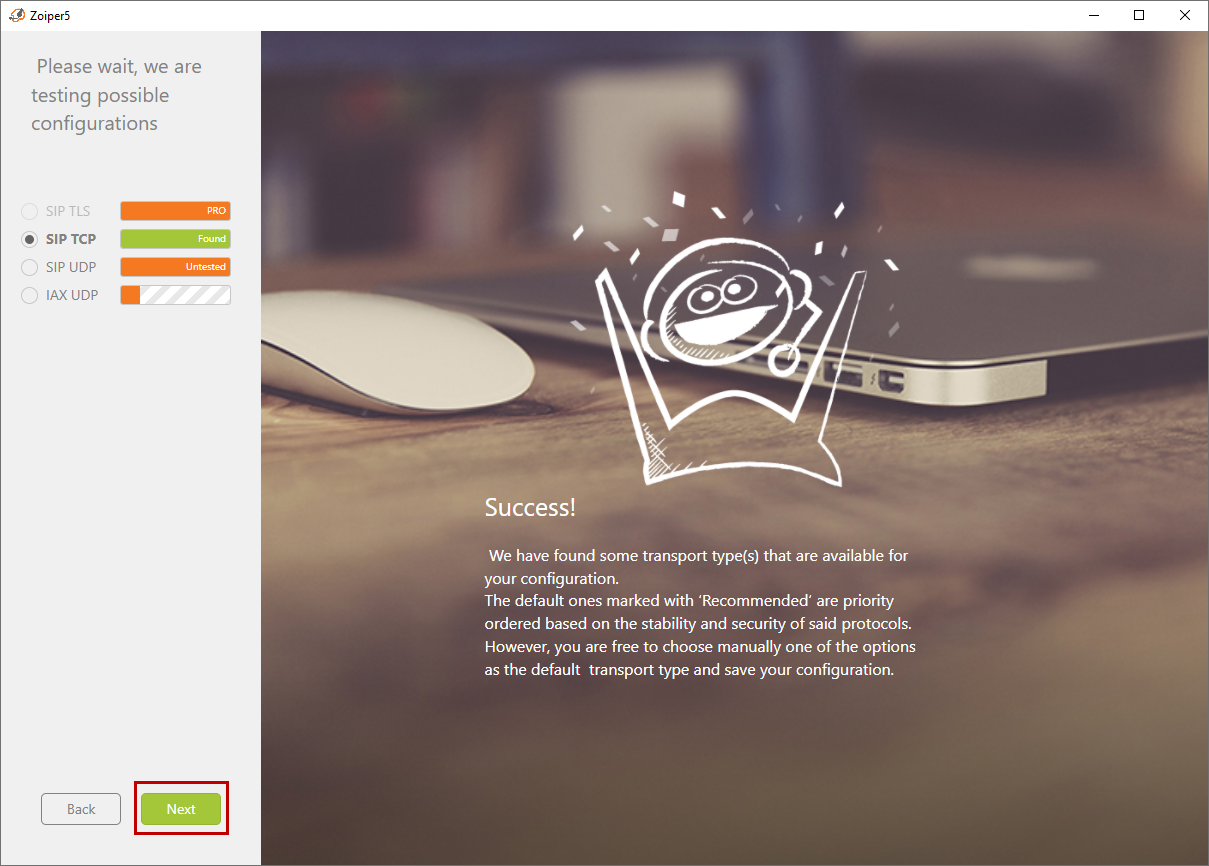 Zoiper5
Please wait, we are
testing possible
configurations
SIP TLS PRO
SIP TCP Found
SIP UDP Untested
IAX UDP
Success!
We have found some transport type(s) that are available for
your configuration.
The default ones marked with ‘Recommended’ are priority
ordered based on the stability and security of said protocols.
However, you are free to choose manually one of the options
as the default  transport type and save your configuration.
Back Next